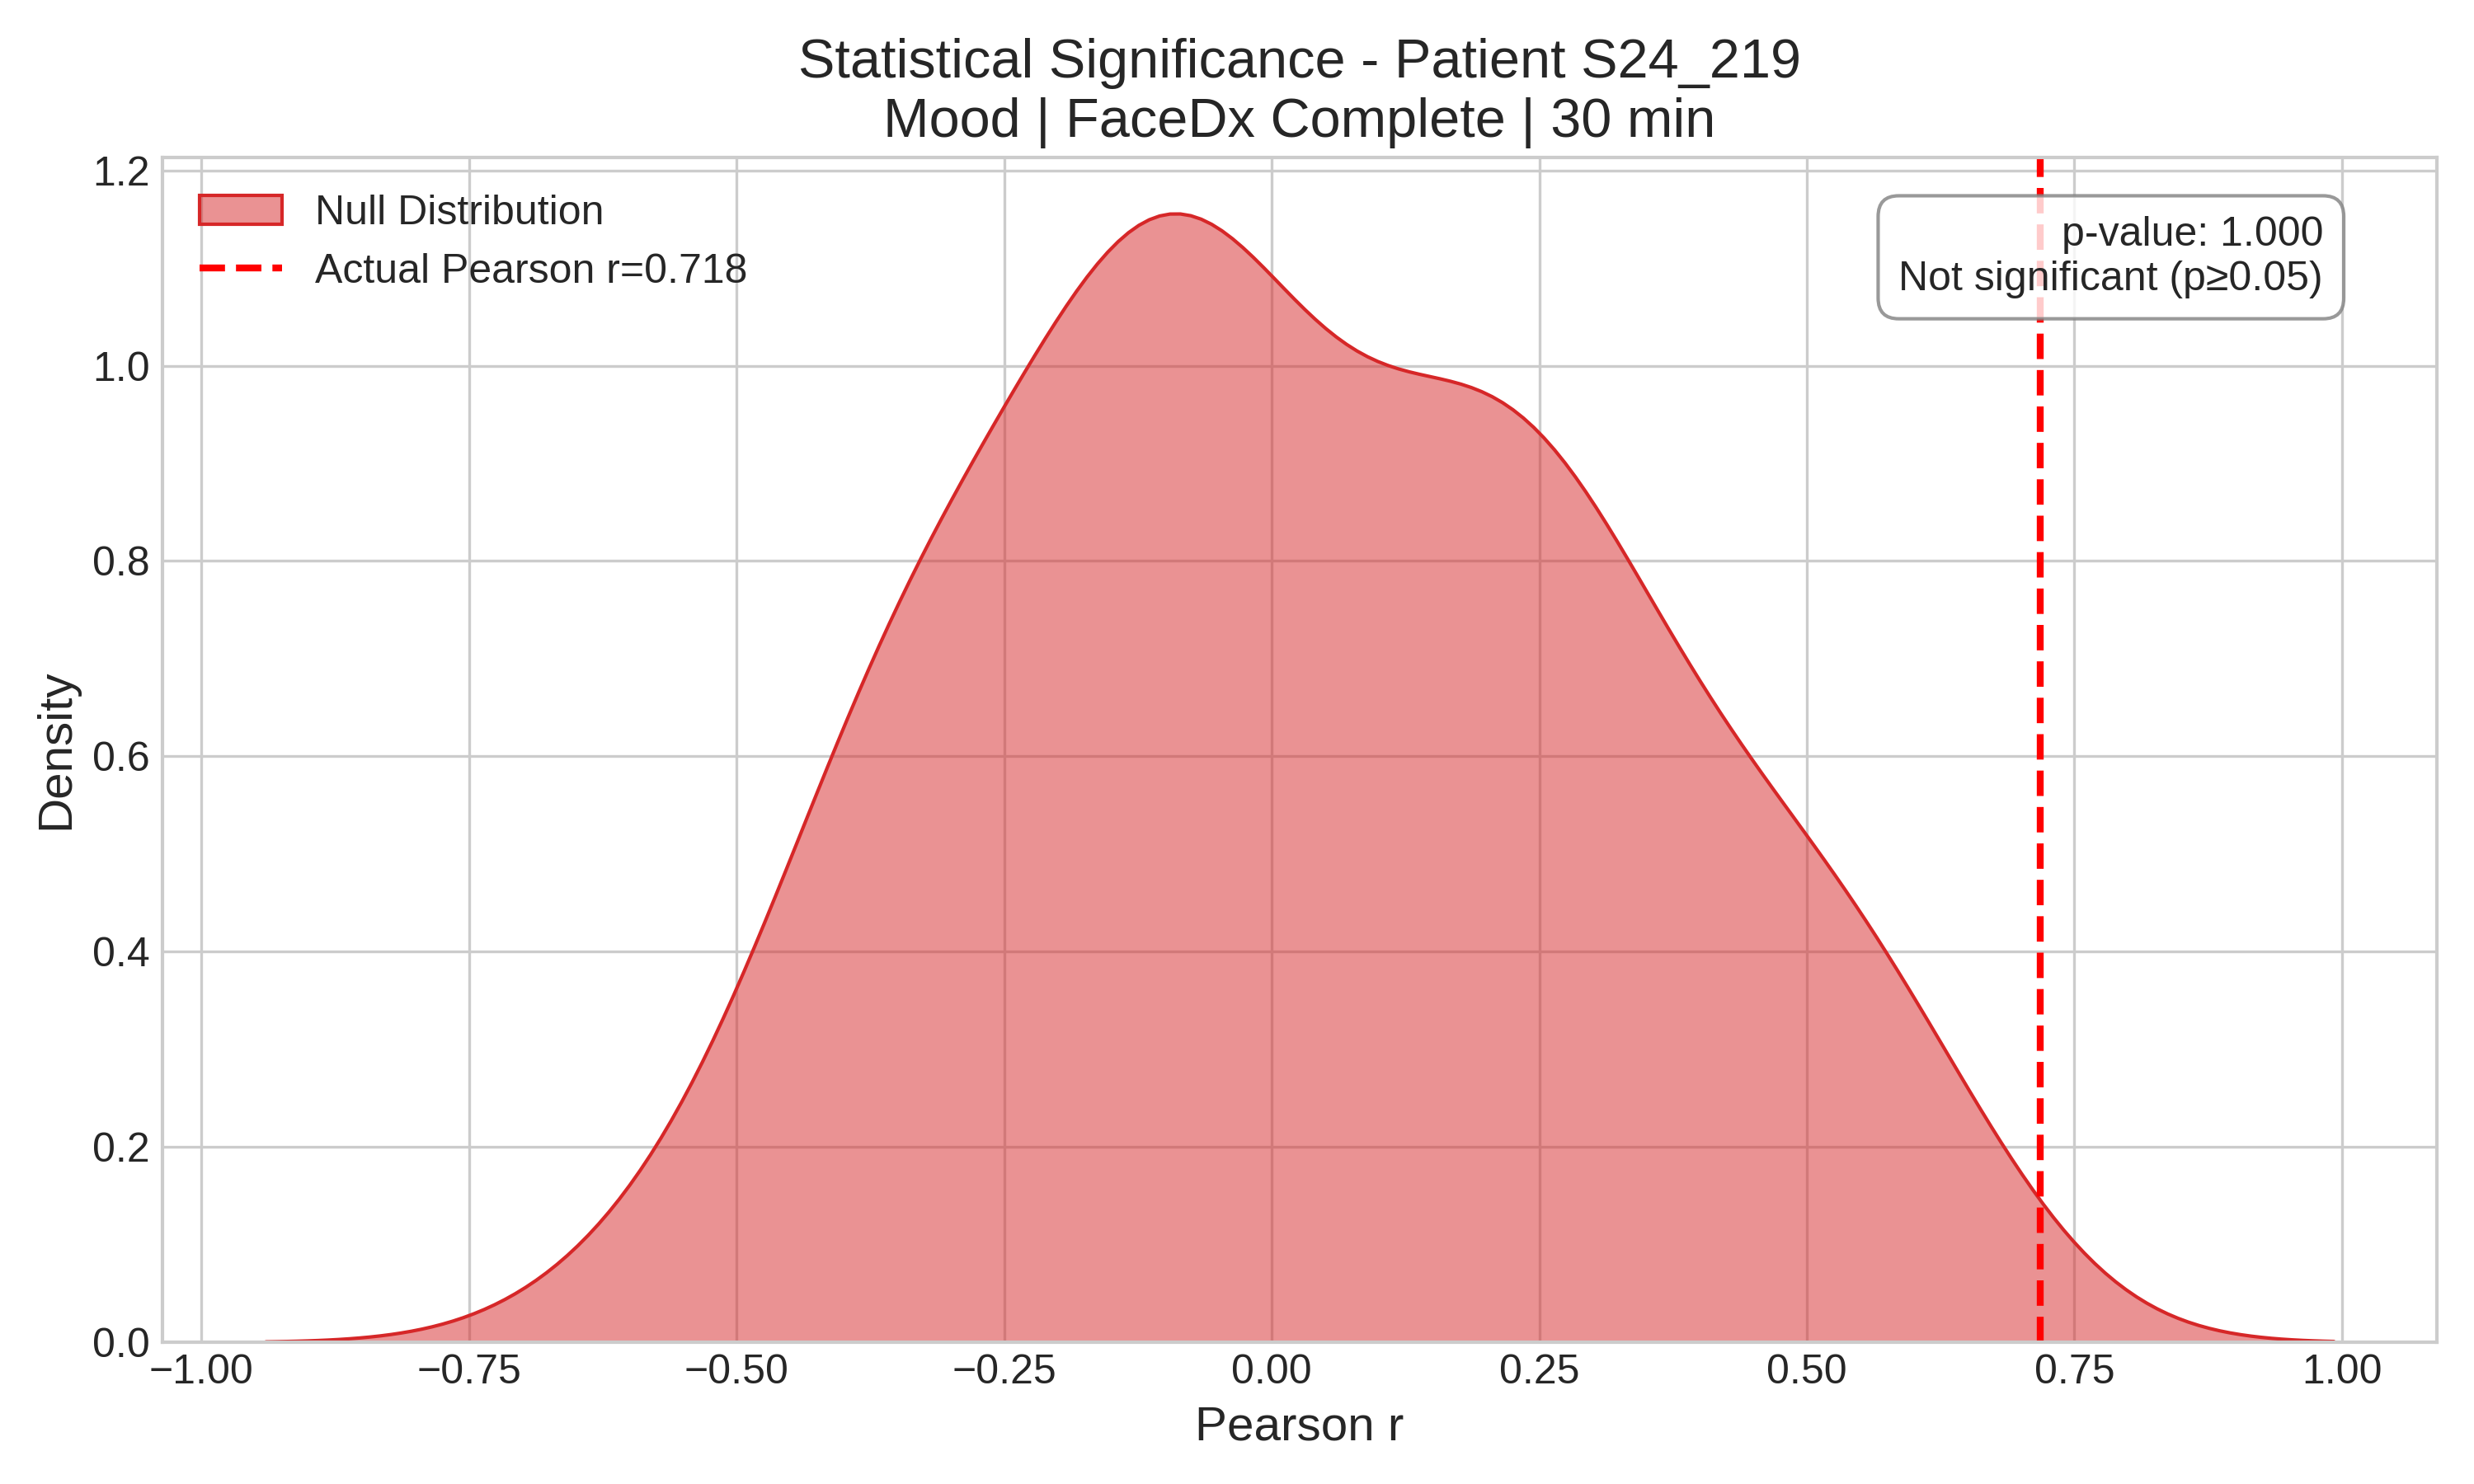 Statistical Significance - Patient S24_219
Mood | FaceDx Complete | 30 min
Null Distribution
Actual Pearson r=0.718
p-value: 1.000
Not significant (p≥0.05)
Density
1.2
1.0
0.8
0.6
0.4
0.2
0.0
−1.00 −0.75 −0.50 −0.25 0.00 0.25 0.50 0.75 1.00
Pearson r